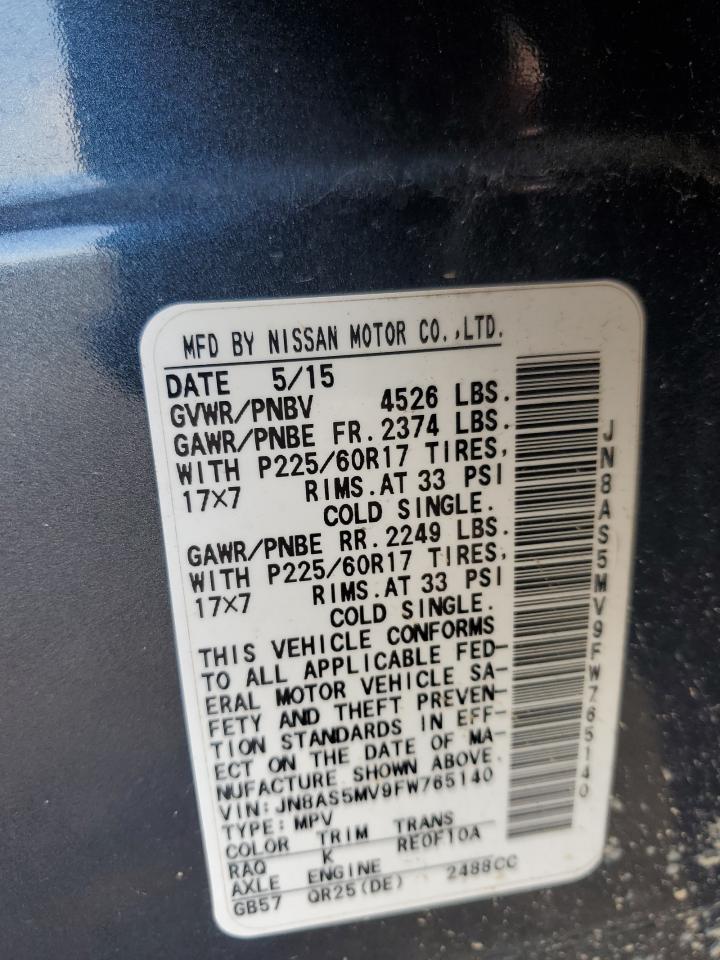 MFD BY NISSAN MOTOR CO.,LTD.
DATE 5/15
GVWR/PNBV 4526 LBS.
GAWR/PNBE FR.2374 LBS.
WITH P225/60R17 TIRES,
17×7 RIMS.AT 33 PSI
COLD SINGLE.
GAWR/PNBE RR.2249 LBS.
WITH P225/60R17 TIRES,
17×7 RIMS.AT 33 PSI
COLD SINGLE.
THIS VEHICLE CONFORMS
TO ALL APPLICABLE FED-
ERAL MOTOR VEHICLE SA-
FETY AND THEFT PREVEN-
TION STANDARDS IN EFF-
ECT ON THE DATE OF MA-
NUFACTURE SHOWN ABOVE.
VIN:JN8AS5MV9FW765140
TYPE:MPV
COLOR TRIM TRANS
RAQ K RE0F10A
AXLE ENGINE
GB57 QR25(DE) 2488CC
JN8AS5MV9FW765140